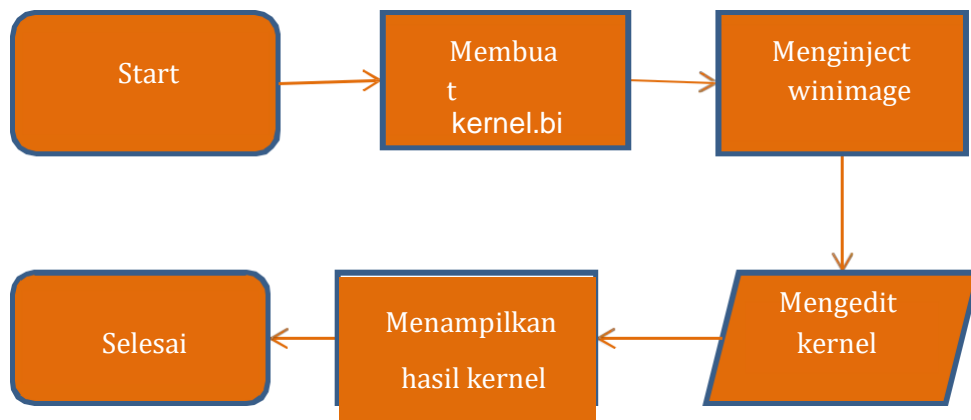 Start
Membua
t
kernel.bi
Menginject
winimage
Mengedit
kernel
Menampilkan
hasil kernel
Selesai